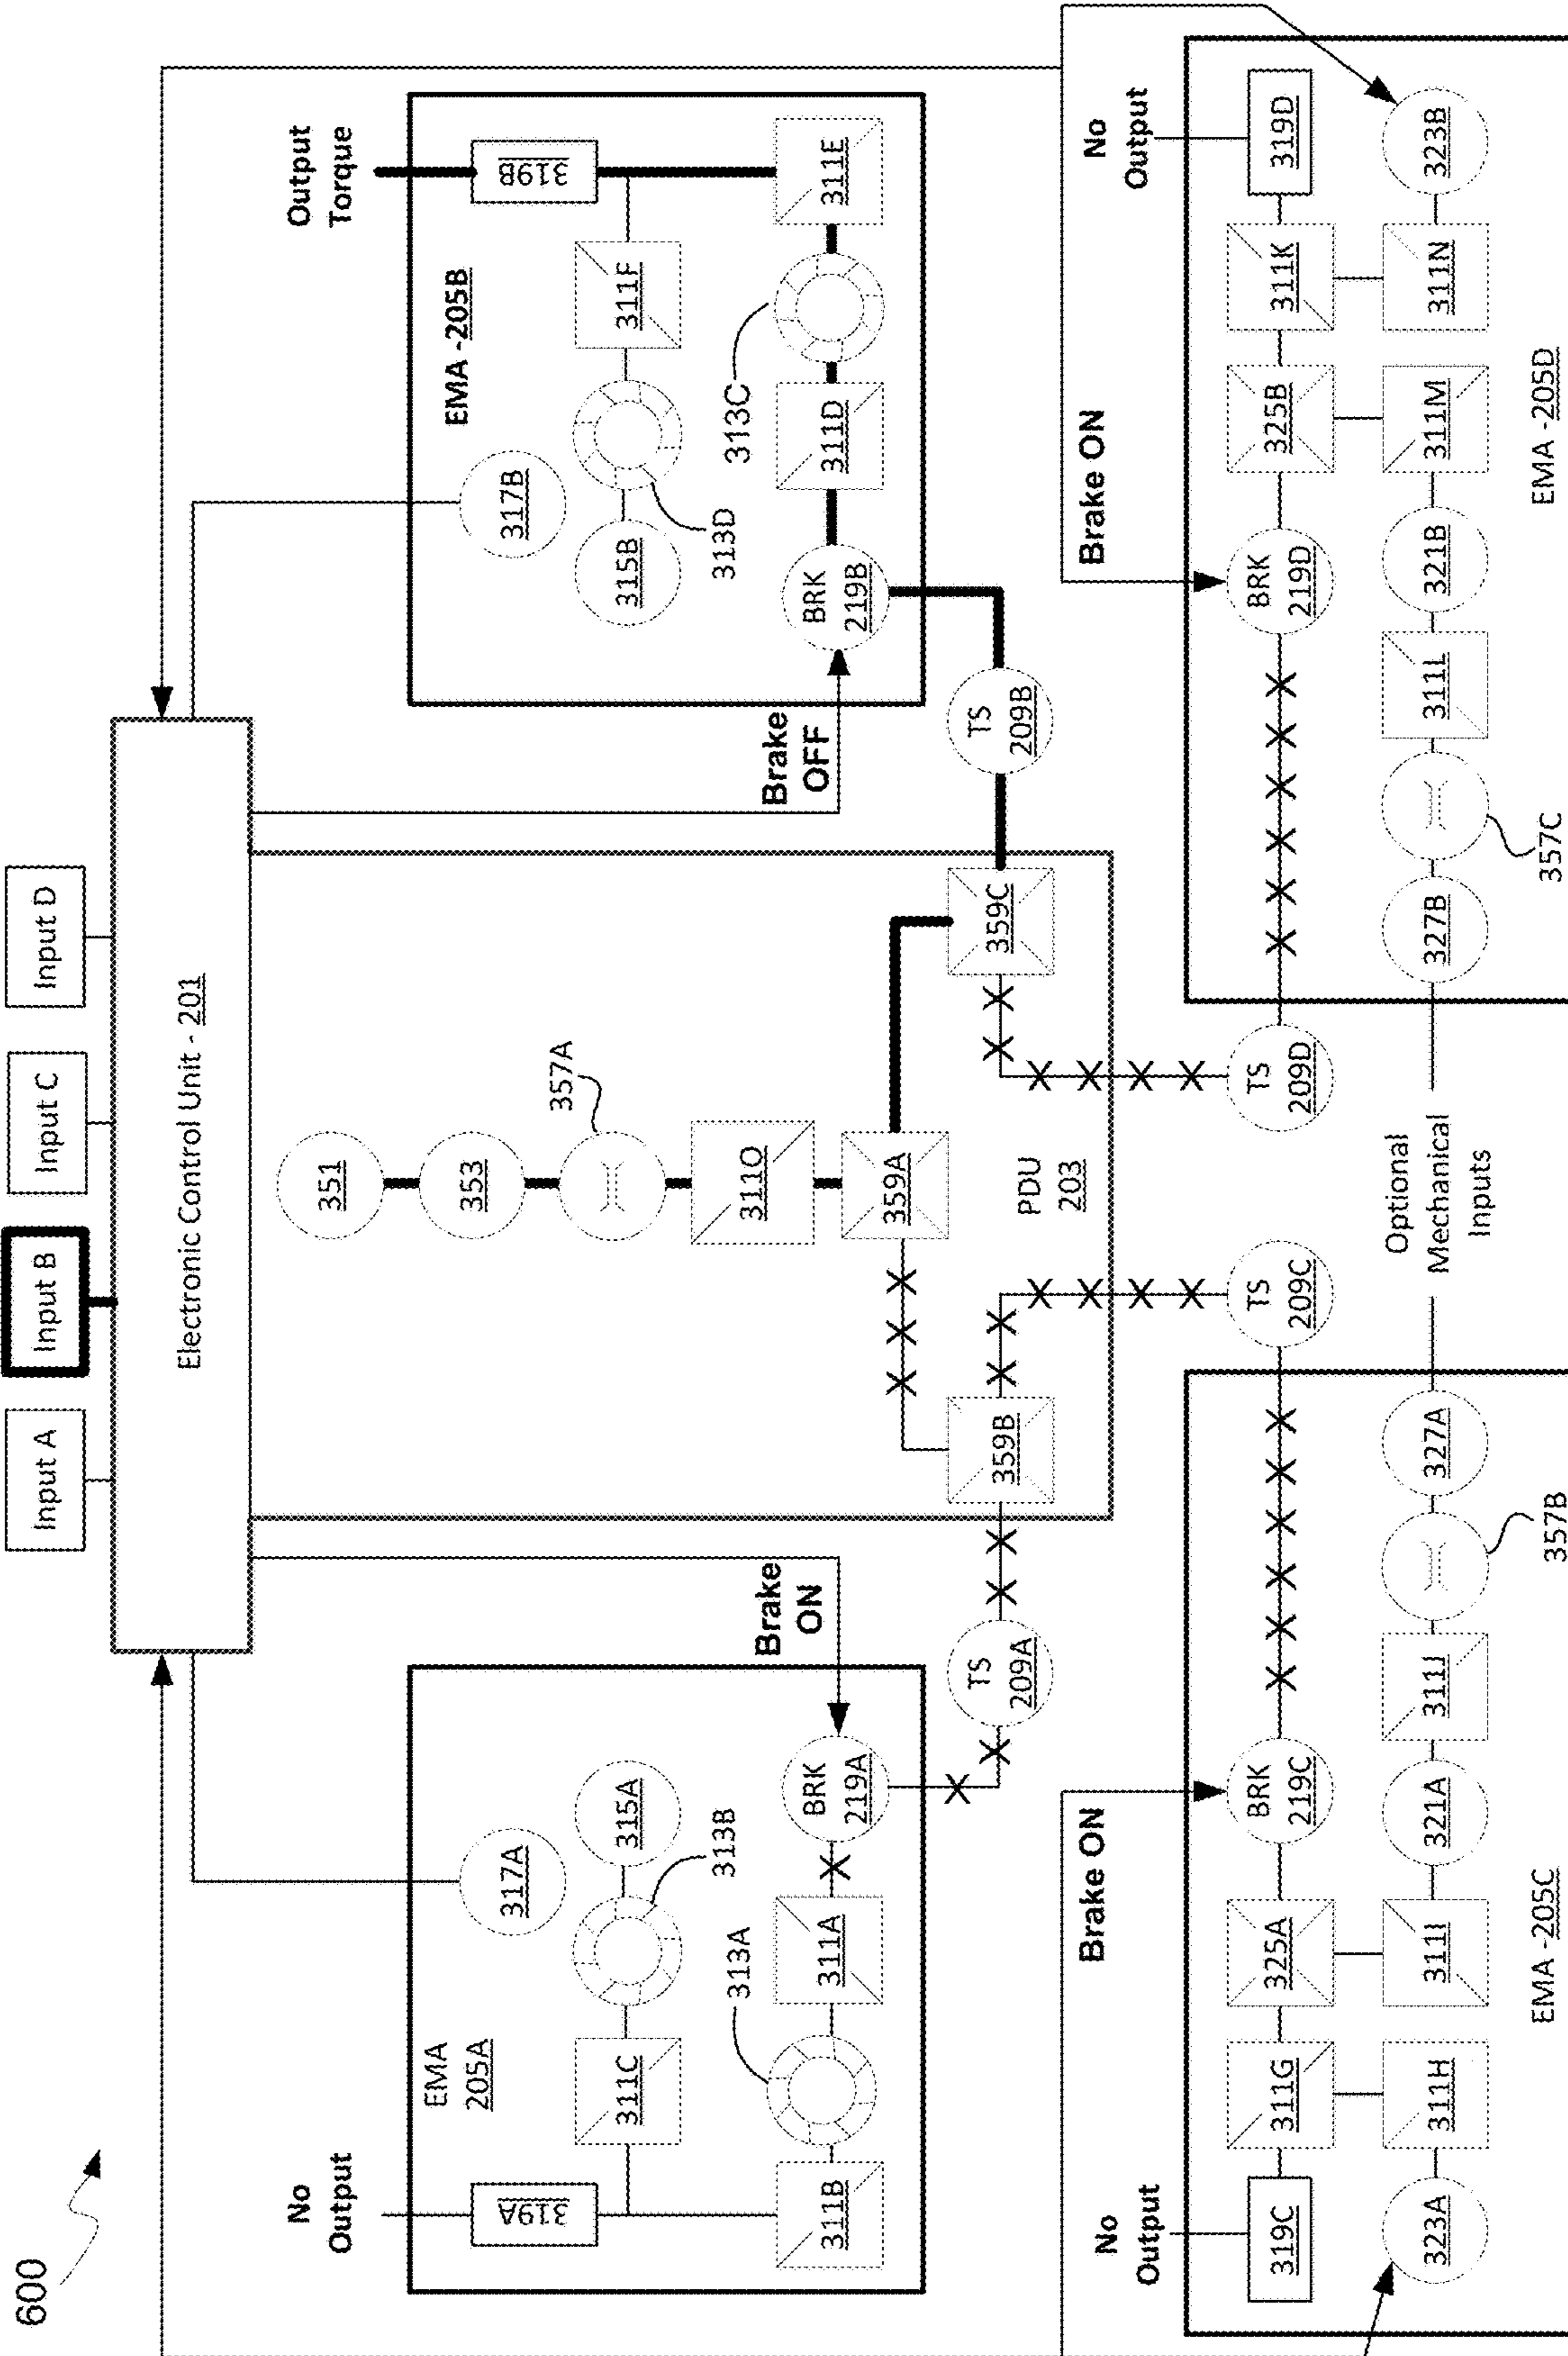 600
Input A
Input B
Input C
Input D
Electronic Control Unit - 201
No
Output
319A
EMA
205A
311C
313B
315A
317A
311B
313A
311A
BRK
219A
Brake
ON
TS
209A
351
353
357A
311O
359A
359B
359C
PDU
203
Output
Torque
319B
EMA -205B
311F
313D
315B
317B
311E
313C
311D
BRK
219B
Brake
OFF
TS
209B
No
Output
319C
311G
325A
BRK
219C
Brake ON
TS
209C
323A
311H
311I
321A
311J
357B
327A
EMA -205C
Optional
Mechanical
Inputs
TS
209D
Brake ON
BRK
219D
325B
311K
319D
No
Output
327B
357C
311L
321B
311M
311N
323B
EMA -205D